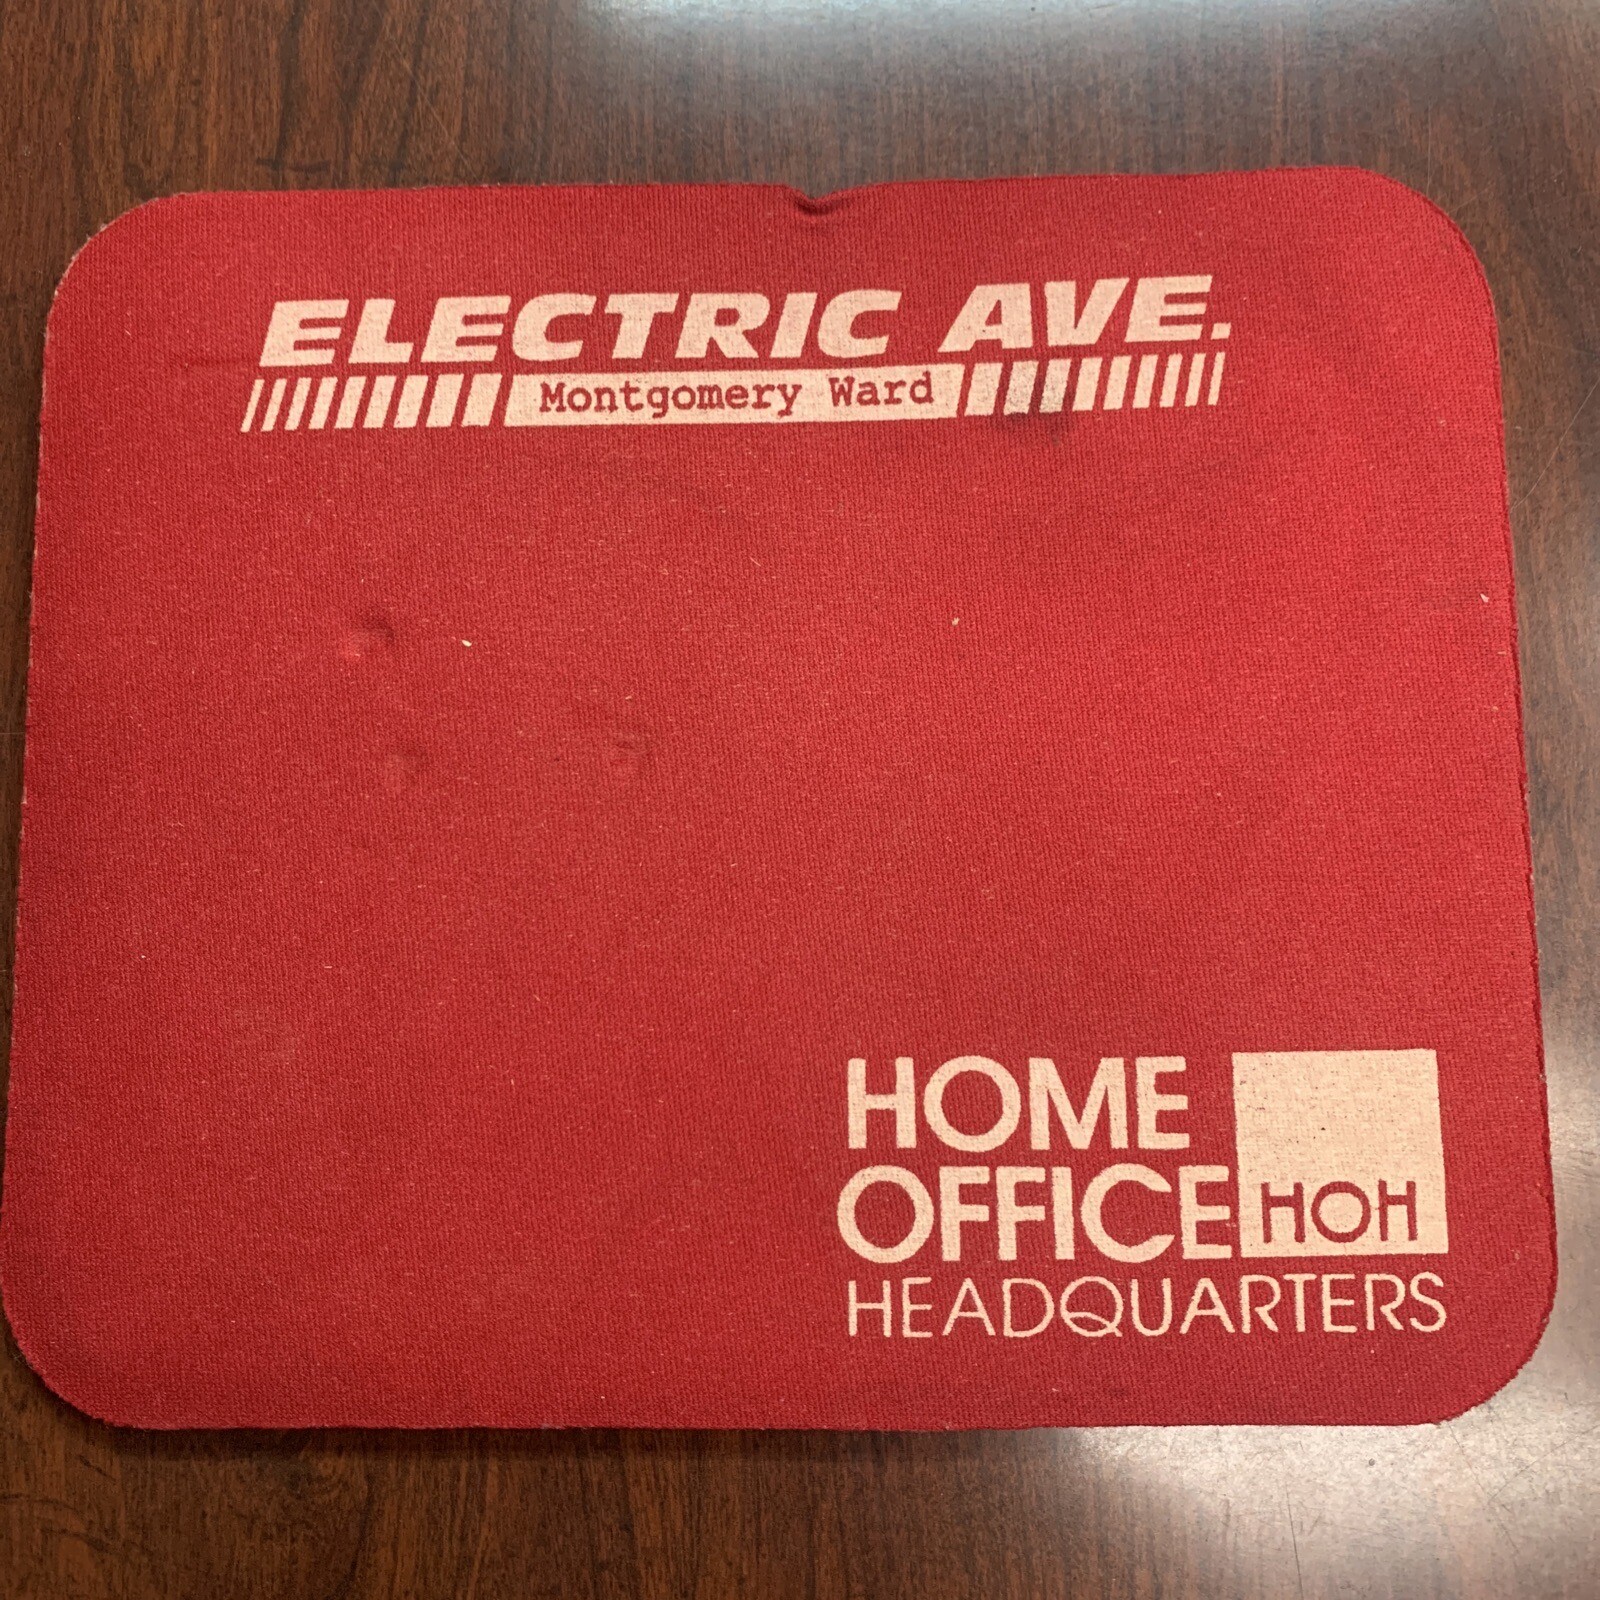 ELECTRIC AVE.
Montgomery Ward
HOME
OFFICE
HOH
HEADQUARTERS